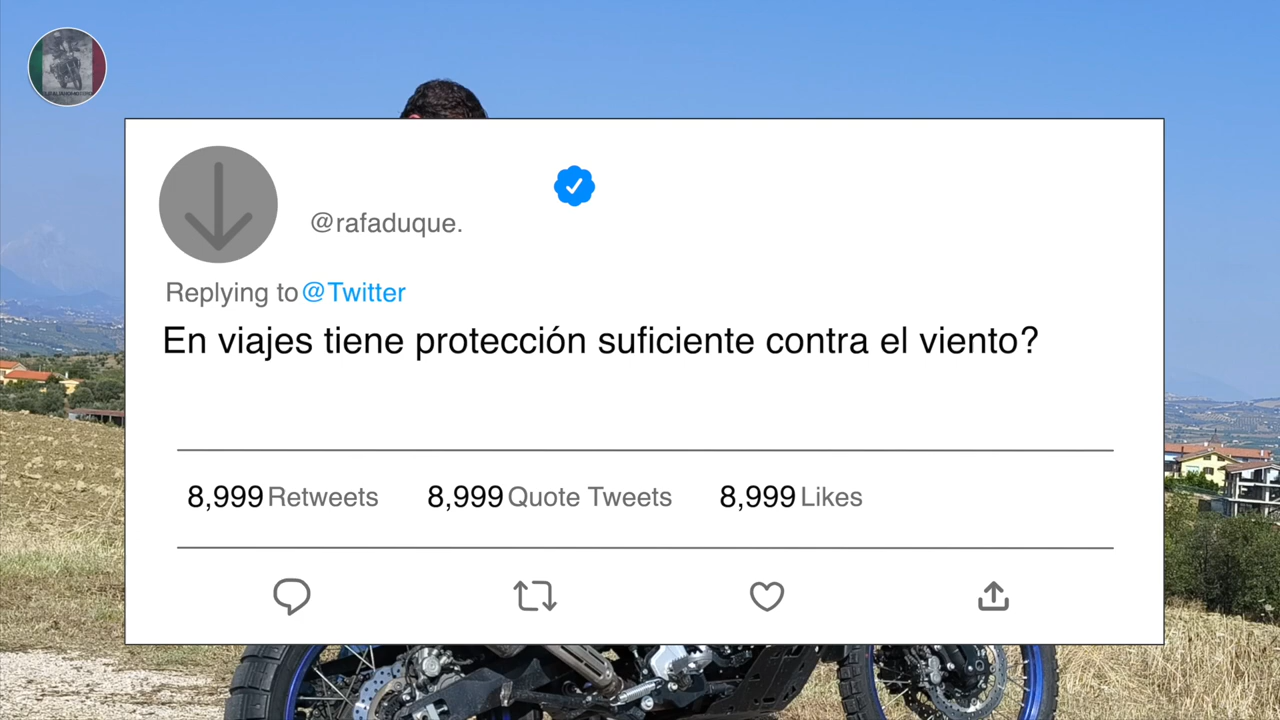 @rafaduque.
Replying to @Twitter
En viajes tiene protección suficiente contra el viento?
8,999 Retweets 8,999 Quote Tweets 8,999 Likes